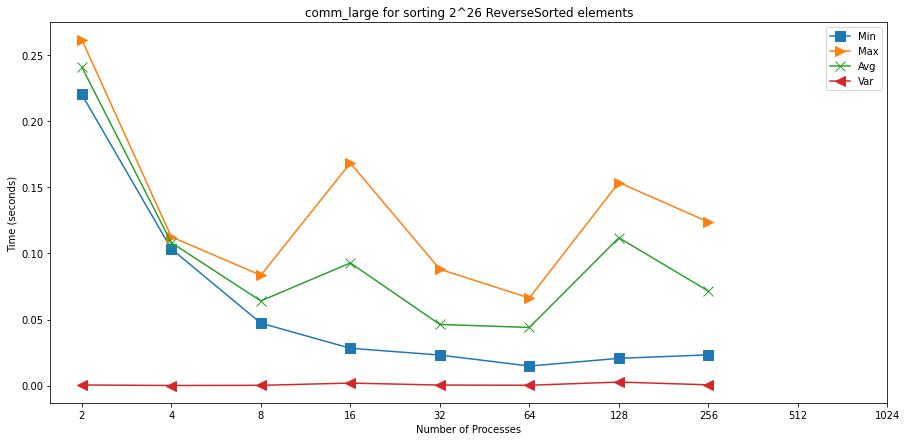 comm_large for sorting 2^26 ReverseSorted elements
Min
Max
Avg
Var
Time (seconds)
0.25
0.20
0.15
0.10
0.05
0.00
2 4 8 16 32 64 128 256 512 1024
Number of Processes